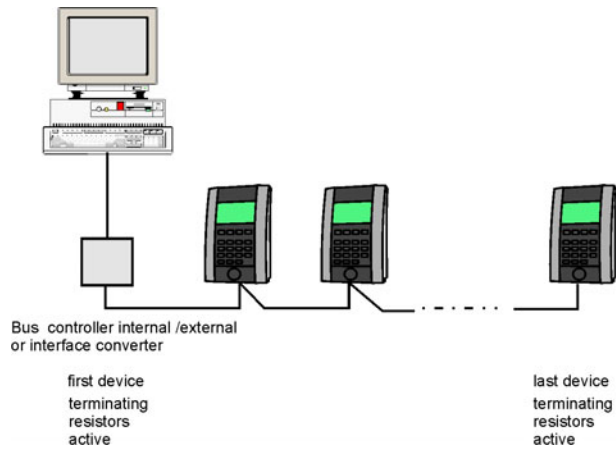 Bus controller internal /external
or interface converter
first device
terminating
resistors
active
last device
terminating
resistors
active